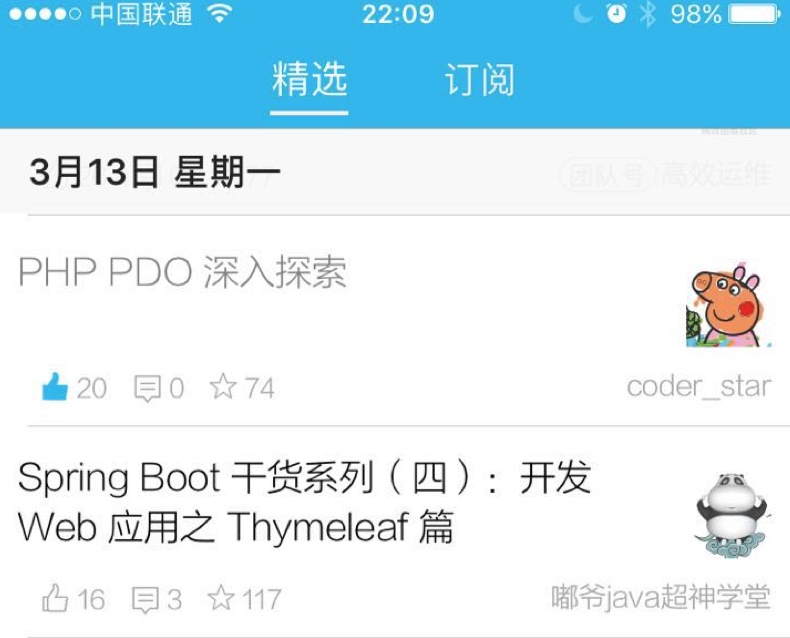 中国联通 22:09 98%
精选 订阅
3月13日 星期一 团队号 高效运维
PHP PDO 深入探索
20 0 74 coder_star
Spring Boot 干货系列（四）：开发
Web 应用之 Thymeleaf 篇
16 3 117 嘟爷java超神学堂